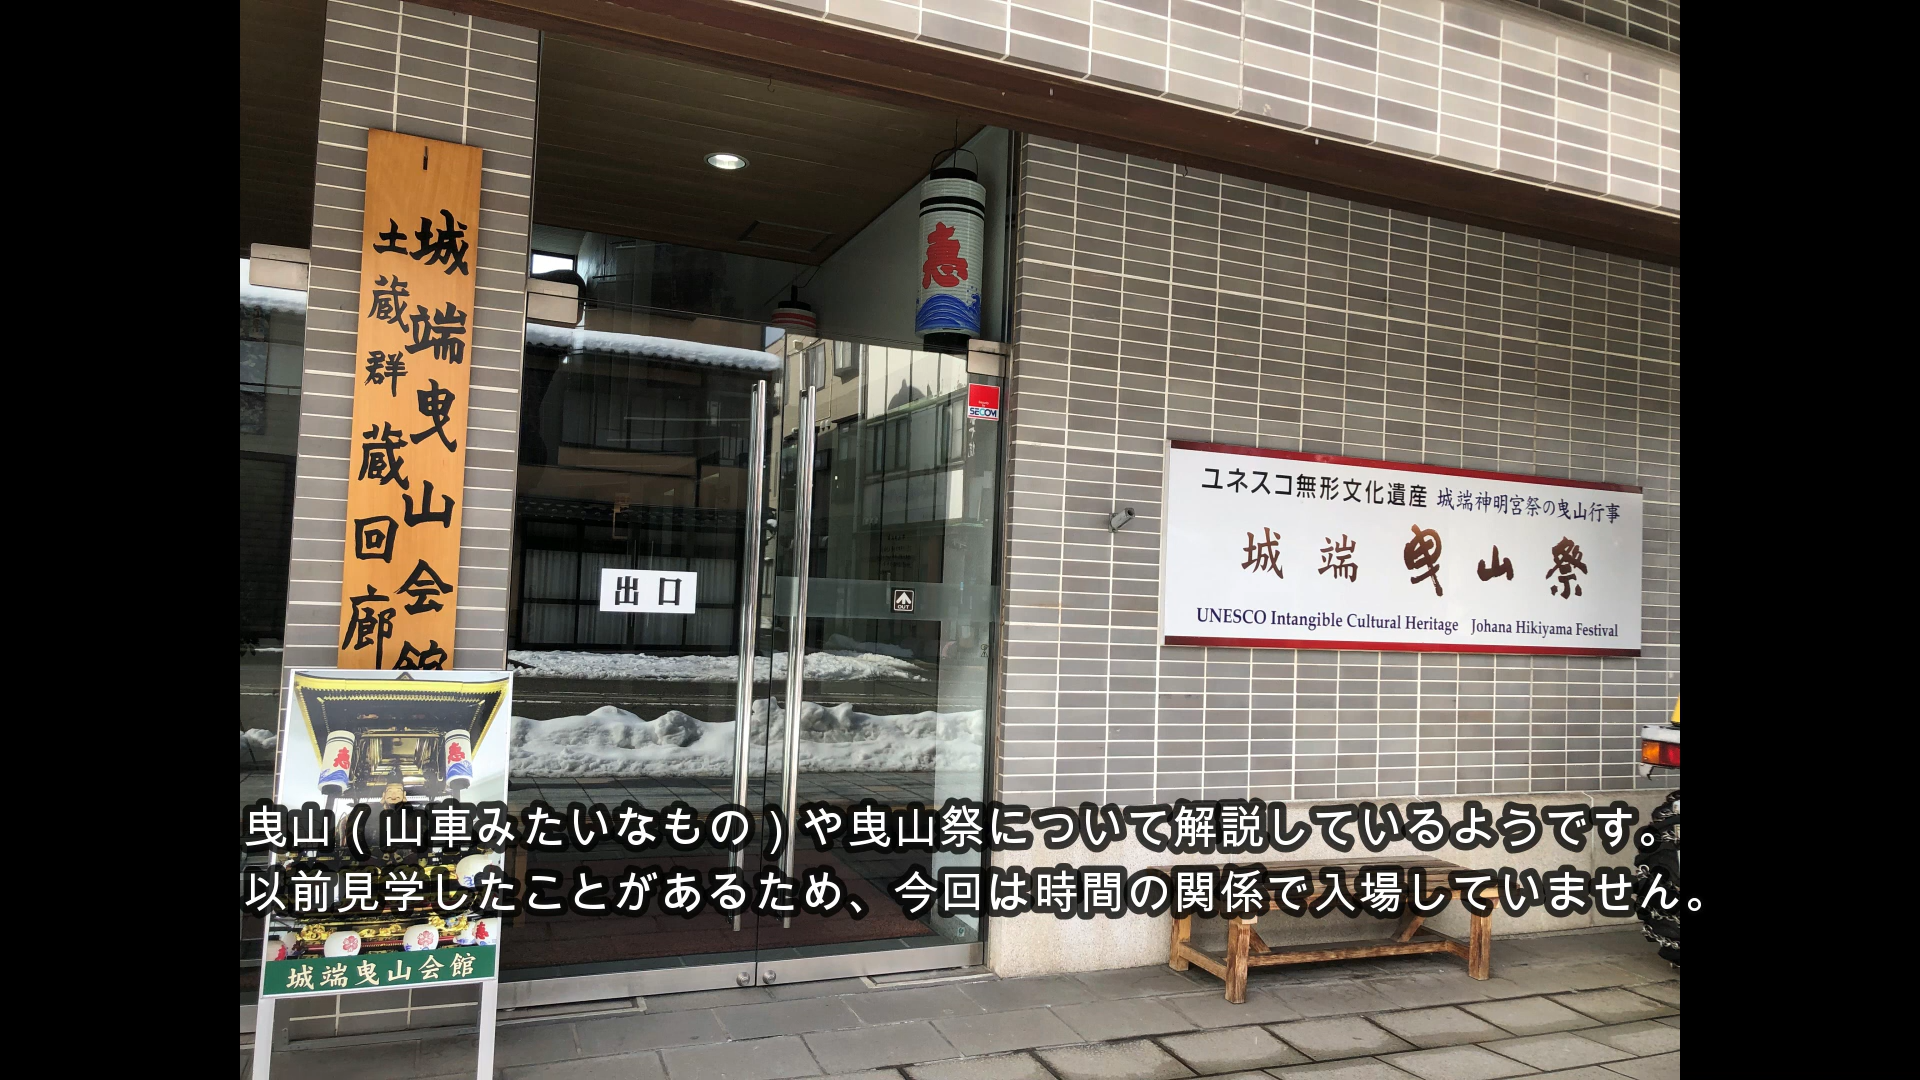 城端曳山会館
土蔵群蔵回廊
恵
SECOM
出口
OUT
ユネスコ無形文化遺産 城端神明宮祭の曳山行事
城端曳山祭
UNESCO Intangible Cultural Heritage Johana Hikiyama Festival
恵
恵
城端曳山会館
曳山(山車みたいなもの)や曳山祭について解説しているようです。
以前見学したことがあるため、今回は時間の関係で入場していません。